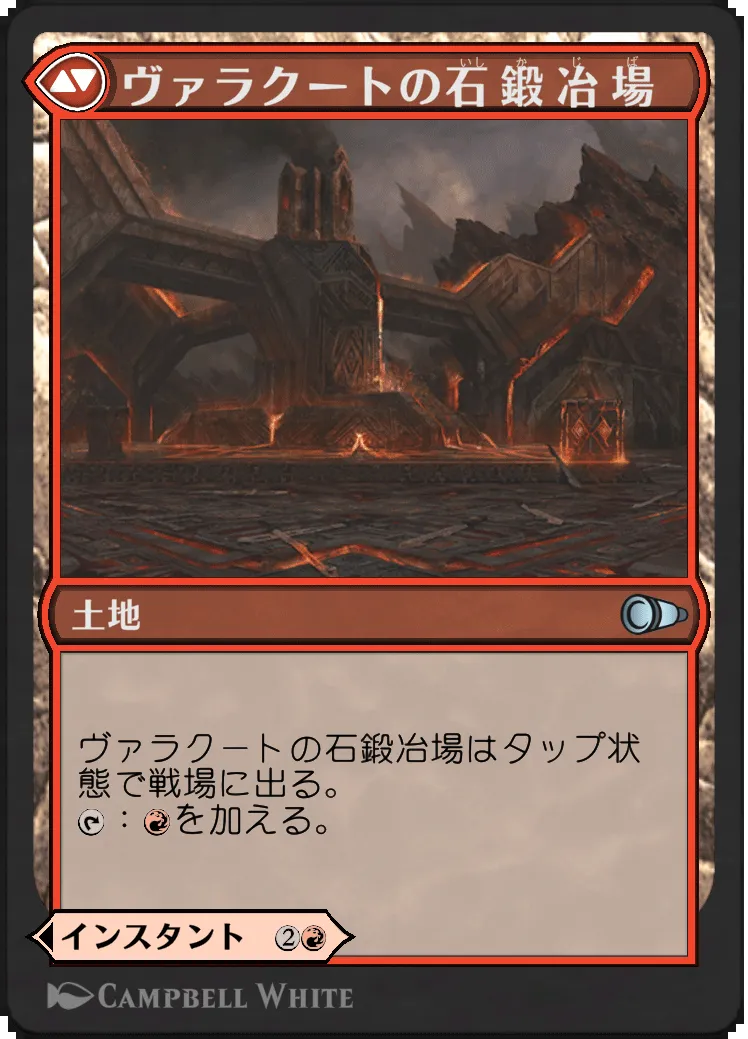 いし か じ ば
ヴァラクートの石鍛冶場
土地
ヴァラクートの石鍛冶場はタップ状
態で戦場に出る。
：を加える。
インスタント 2
CAMPBELL WHITE